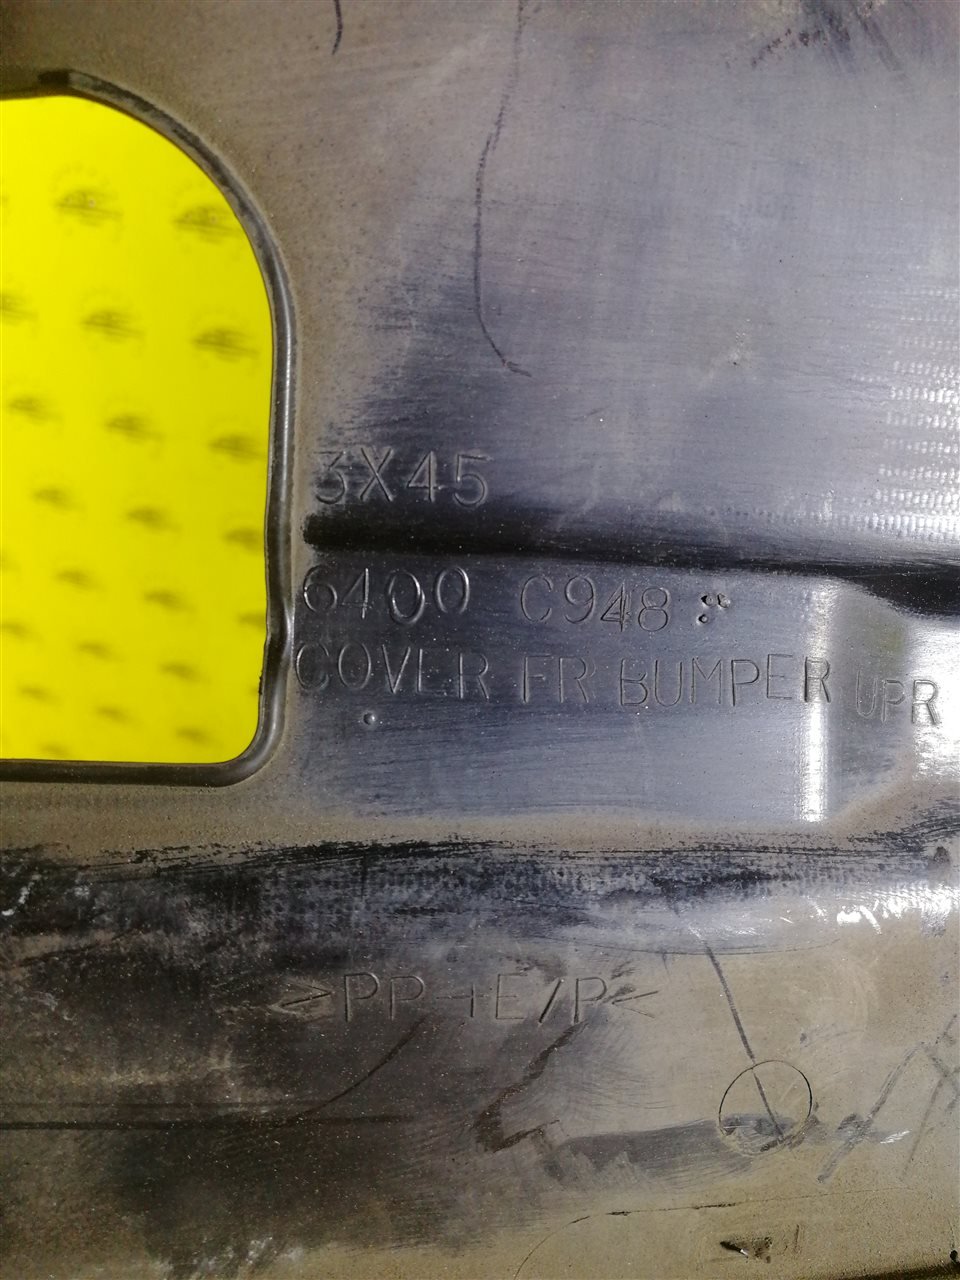 3X45
6400 C948
COVER FR BUMPER UPR
>PP+E/P<